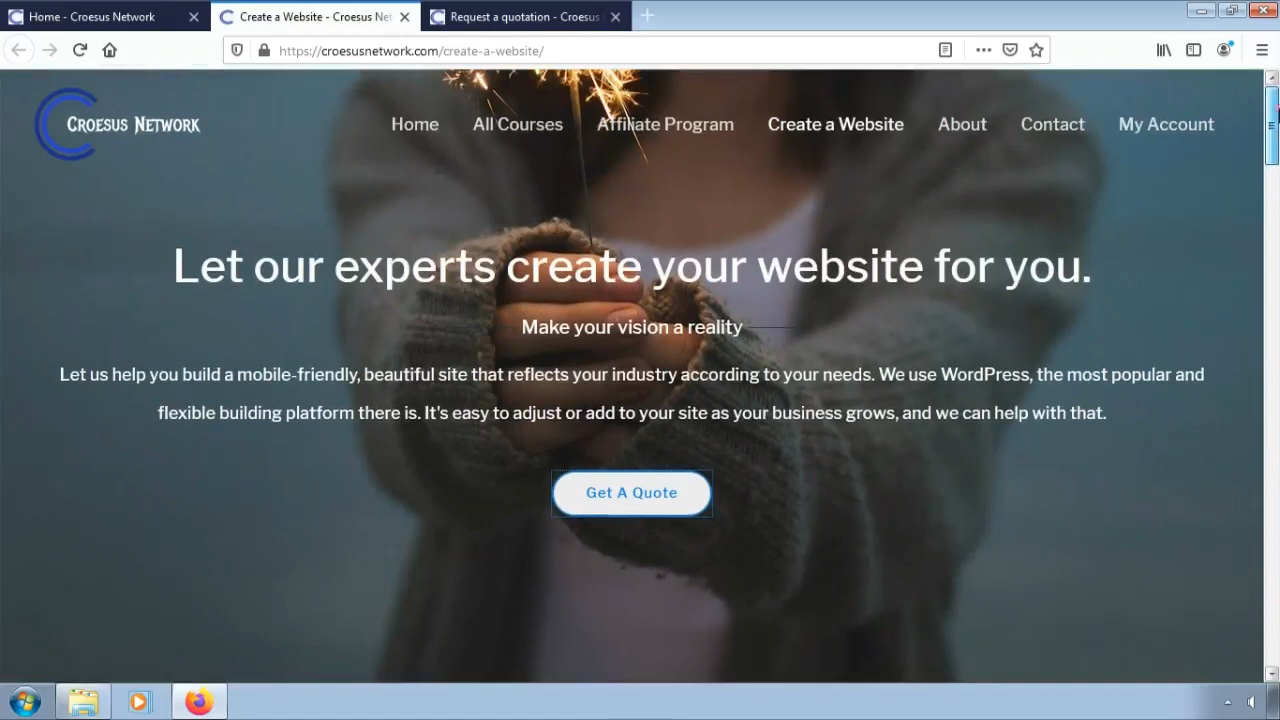 Home - Croesus Network
Create a Website - Croesus Net
Request a quotation - Croesus
https://croesusnetwork.com/create-a-website/
Croesus Network
Home
All Courses
Affiliate Program
Create a Website
About
Contact
My Account
Let our experts create your website for you.
Make your vision a reality
Let us help you build a mobile-friendly, beautiful site that reflects your industry according to your needs. We use WordPress, the most popular and
flexible building platform there is. It's easy to adjust or add to your site as your business grows, and we can help with that.
Get A Quote